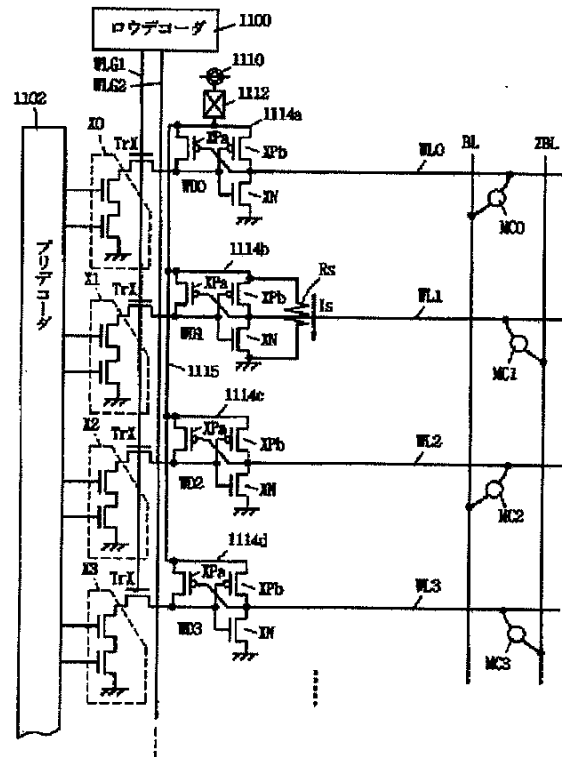 ロウデコーダ
1100
WLG1
WLG2
1110
1112
1102
1114a
X0
TrX
XPa
XPb
WL0
BL
ZBL
WD0
XN
MC0
プリデコーダ
1114b
Rs
X1
TrX
XPa
XPb
Is
WL1
WD1
XN
MC1
1115
1114c
X2
TrX
XPa
XPb
WL2
WD2
XN
MC2
1114d
X3
TrX
XPa
XPb
WL3
WD3
XN
MC3